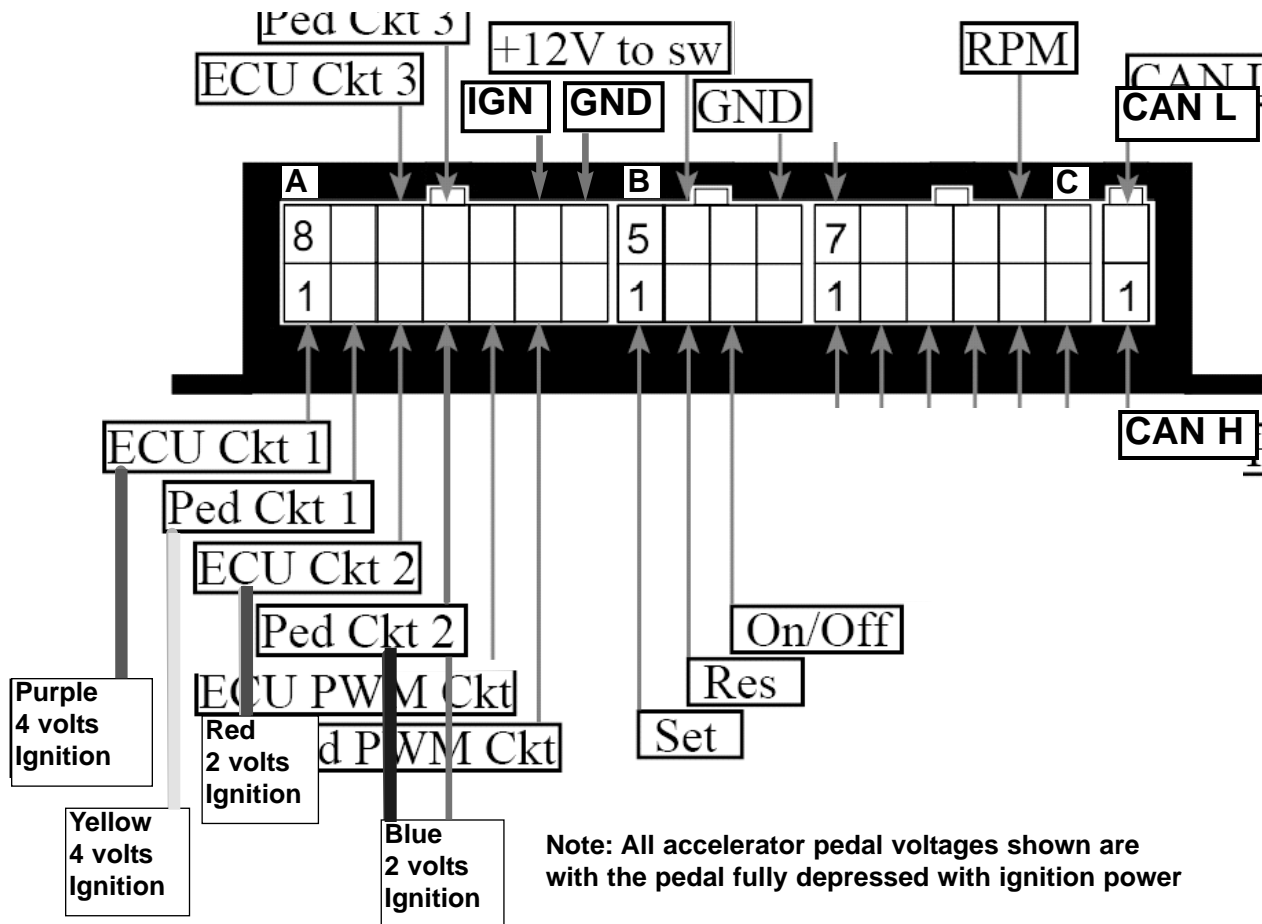 Ped Ckt 3
+12V to sw
RPM
ECU Ckt 3
CAN
IGN
GND
GND
CAN L
A
B
C
8
5
7
1
1
1
1
ECU Ckt 1
CAN H
Ped Ckt 1
ECU Ckt 2
Ped Ckt 2
On/Off
ECU PWM Ckt
Res
Set
PWM Ckt
Purple
4 volts
Ignition
Red
2 volts
Ignition
Yellow
4 volts
Ignition
Blue
2 volts
Ignition
Note: All accelerator pedal voltages shown are
with the pedal fully depressed with ignition power